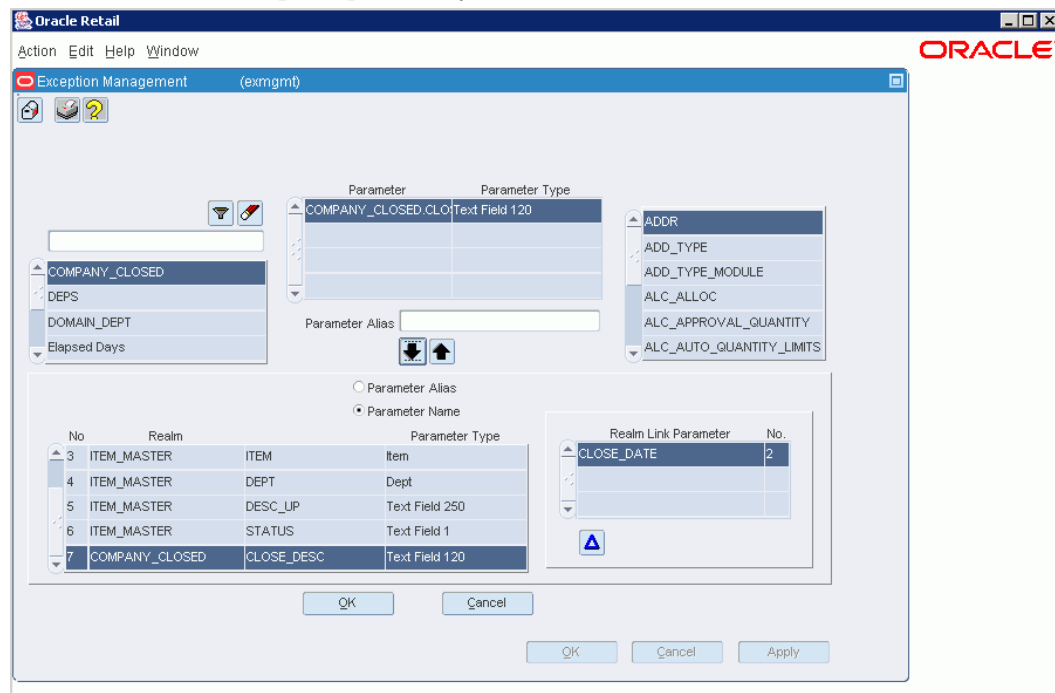 Oracle Retail
Action Edit Help Window
ORACLE
Exception Management (exmgmt)
Parameter Parameter Type
COMPANY_CLOSED.CLO Text Field 120
ADDR
ADD_TYPE
ADD_TYPE_MODULE
ALC_ALLOC
ALC_APPROVAL_QUANTITY
ALC_AUTO_QUANTITY_LIMITS
COMPANY_CLOSED
DEPS
DOMAIN_DEPT
Elapsed Days
Parameter Alias
Parameter Alias
Parameter Name
No Realm Parameter Type
3 ITEM_MASTER ITEM Item
4 ITEM_MASTER DEPT Dept
5 ITEM_MASTER DESC_UP Text Field 250
6 ITEM_MASTER STATUS Text Field 1
7 COMPANY_CLOSED CLOSE_DESC Text Field 120
Realm Link Parameter No.
CLOSE_DATE 2
OK Cancel
OK Cancel Apply